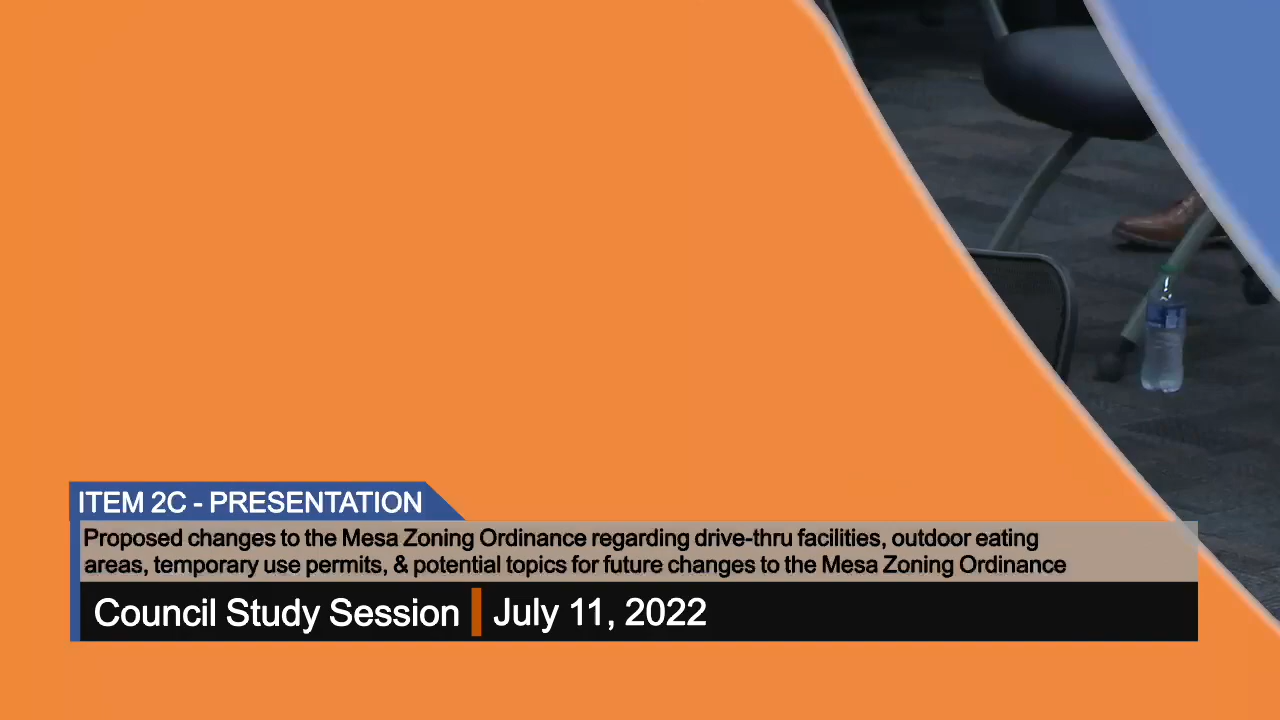 ITEM 2C - PRESENTATION
Proposed changes to the Mesa Zoning Ordinance regarding drive-thru facilities, outdoor eating
areas, temporary use permits, & potential topics for future changes to the Mesa Zoning Ordinance
Council Study Session | July 11, 2022